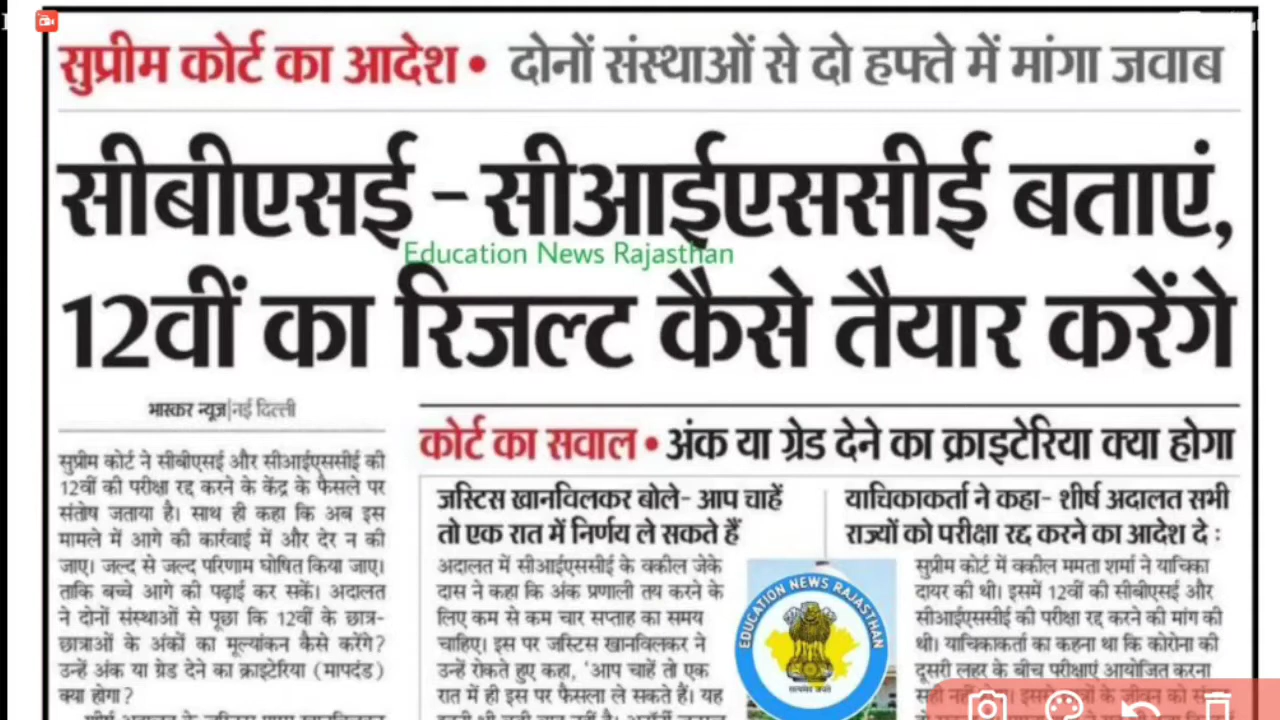 सुप्रीम कोर्ट का आदेश • दोनों संस्थाओं से दो हफ्ते में मांगा जवाब
सीबीएसई - सीआईएससीई बताएं,
Education News Rajasthan
12वीं का रिजल्ट कैसे तैयार करेंगे
भास्कर न्यूज|नई दिल्ली
सुप्रीम कोर्ट ने सीबीएसई और सीआईएससीई की
12वीं की परीक्षा रद्द करने के केंद्र के फैसले पर
संतोष जताया है। साथ ही कहा कि अब इस
मामले में आगे की कार्रवाई में और देर न की
जाए। जल्द से जल्द परिणाम घोषित किया जाए।
ताकि बच्चे आगे की पढ़ाई कर सकें। अदालत
ने दोनों संस्थाओं से पूछा कि 12वीं के छात्र-
छात्राओं के अंकों का मूल्यांकन कैसे करेंगे?
उन्हें अंक या ग्रेड देने का क्राइटेरिया (मापदंड)
क्या होगा?
कोर्ट का सवाल • अंक या ग्रेड देने का क्राइटेरिया क्या होगा
जस्टिस खानविलकर बोले- आप चाहें
तो एक रात में निर्णय ले सकते हैं
अदालत में सीआईएससीई के वकील जेके
दास ने कहा कि अंक प्रणाली तय करने के
लिए कम से कम चार सप्ताह का समय
चाहिए। इस पर जस्टिस खानविलकर ने
उन्हें रोकते हुए कहा, 'आप चाहें तो एक
रात में ही इस पर फैसला ले सकते हैं। यह
याचिकाकर्ता ने कहा- शीर्ष अदालत सभी
राज्यों को परीक्षा रद्द करने का आदेश दे :
सुप्रीम कोर्ट में वकील ममता शर्मा ने याचिका
दायर की थी। इसमें 12वीं की सीबीएसई और
सीआईएससीई की परीक्षा रद्द करने की मांग की
थी। याचिकाकर्ता का कहना था कि कोरोना की
दूसरी लहर के बीच परीक्षाएं आयोजित करना
EDUCATION NEWS RAJASTHAN
सत्यमेव जयते